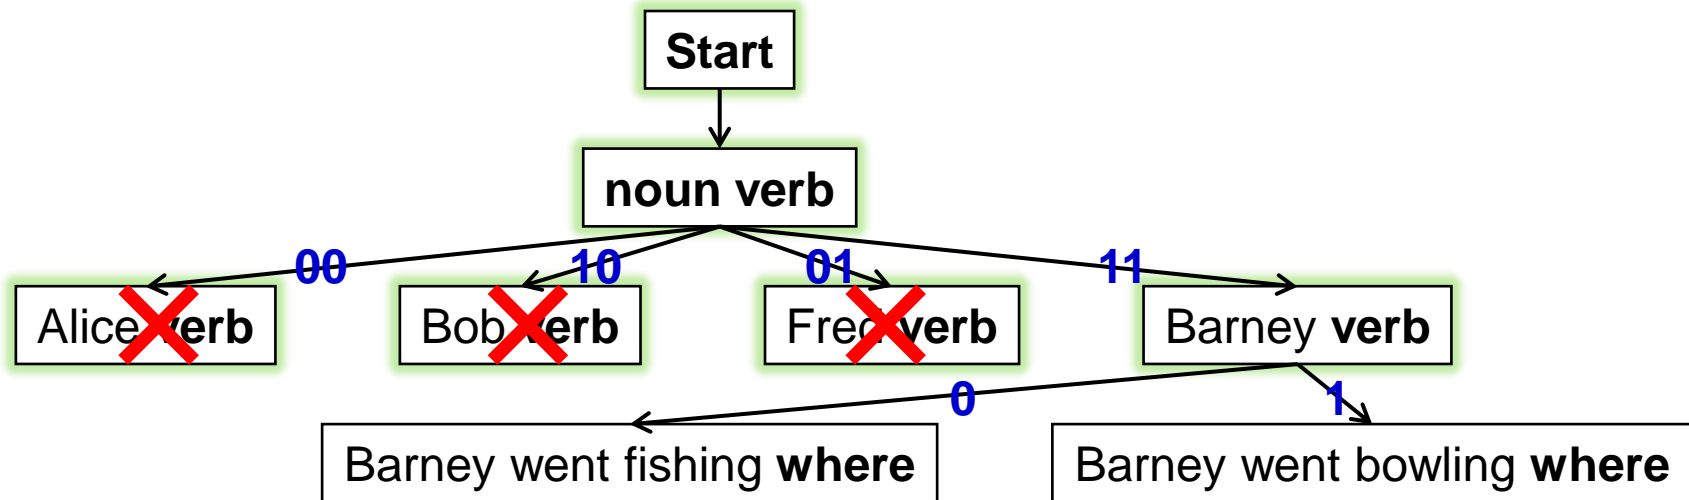 Start
noun verb
00 10 01 11
Alice verb Bob verb Fred verb Barney verb
0 1
Barney went fishing where Barney went bowling where